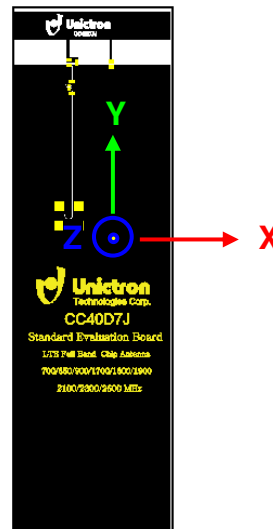 Unictron
Y
Z
X
Unictron
Technologies Corp.
CC40D7J
Standard Evaluation Board
LTE Full Band Chip Antenna
700/850/900/1700/1800/1900
2100/2300/2600 MHz